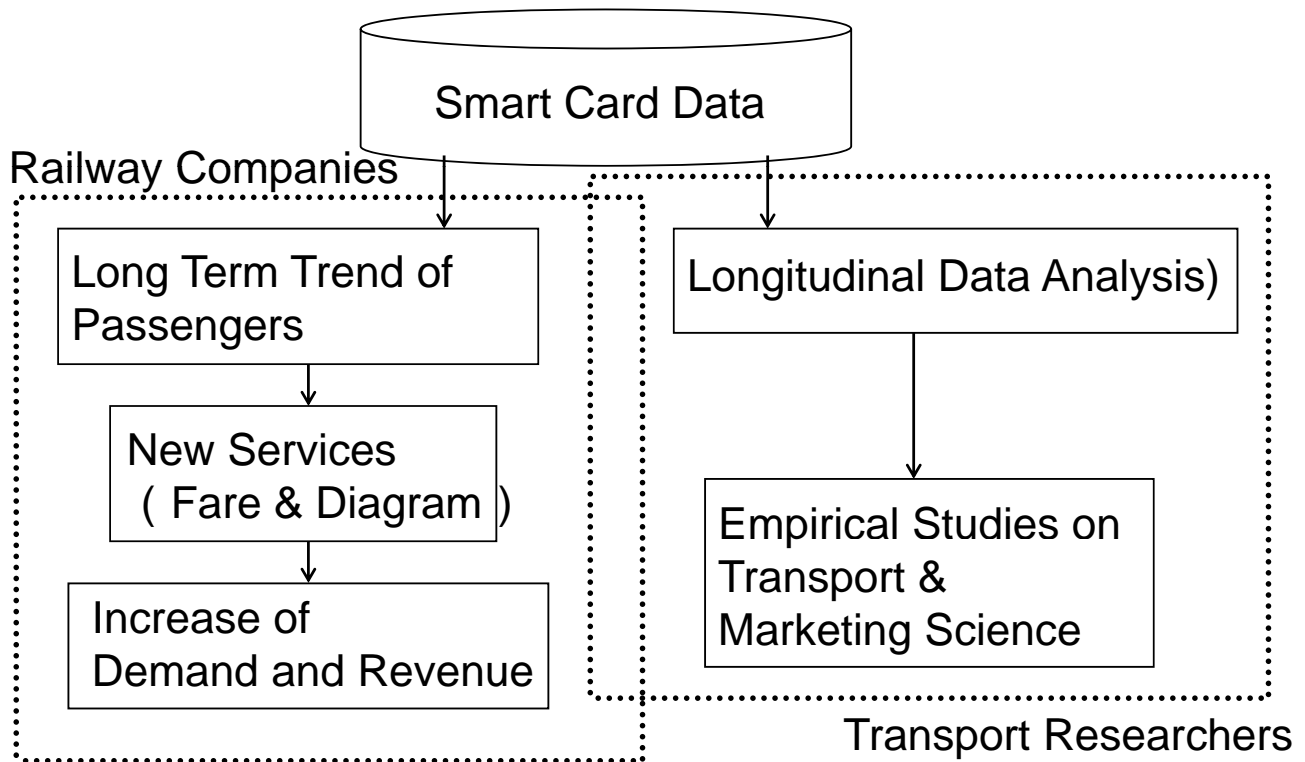 Smart Card Data
Railway Companies
Long Term Trend of
Passengers
New Services
( Fare & Diagram )
Increase of
Demand and Revenue
Longitudinal Data Analysis)
Empirical Studies on
Transport &
Marketing Science
Transport Researchers